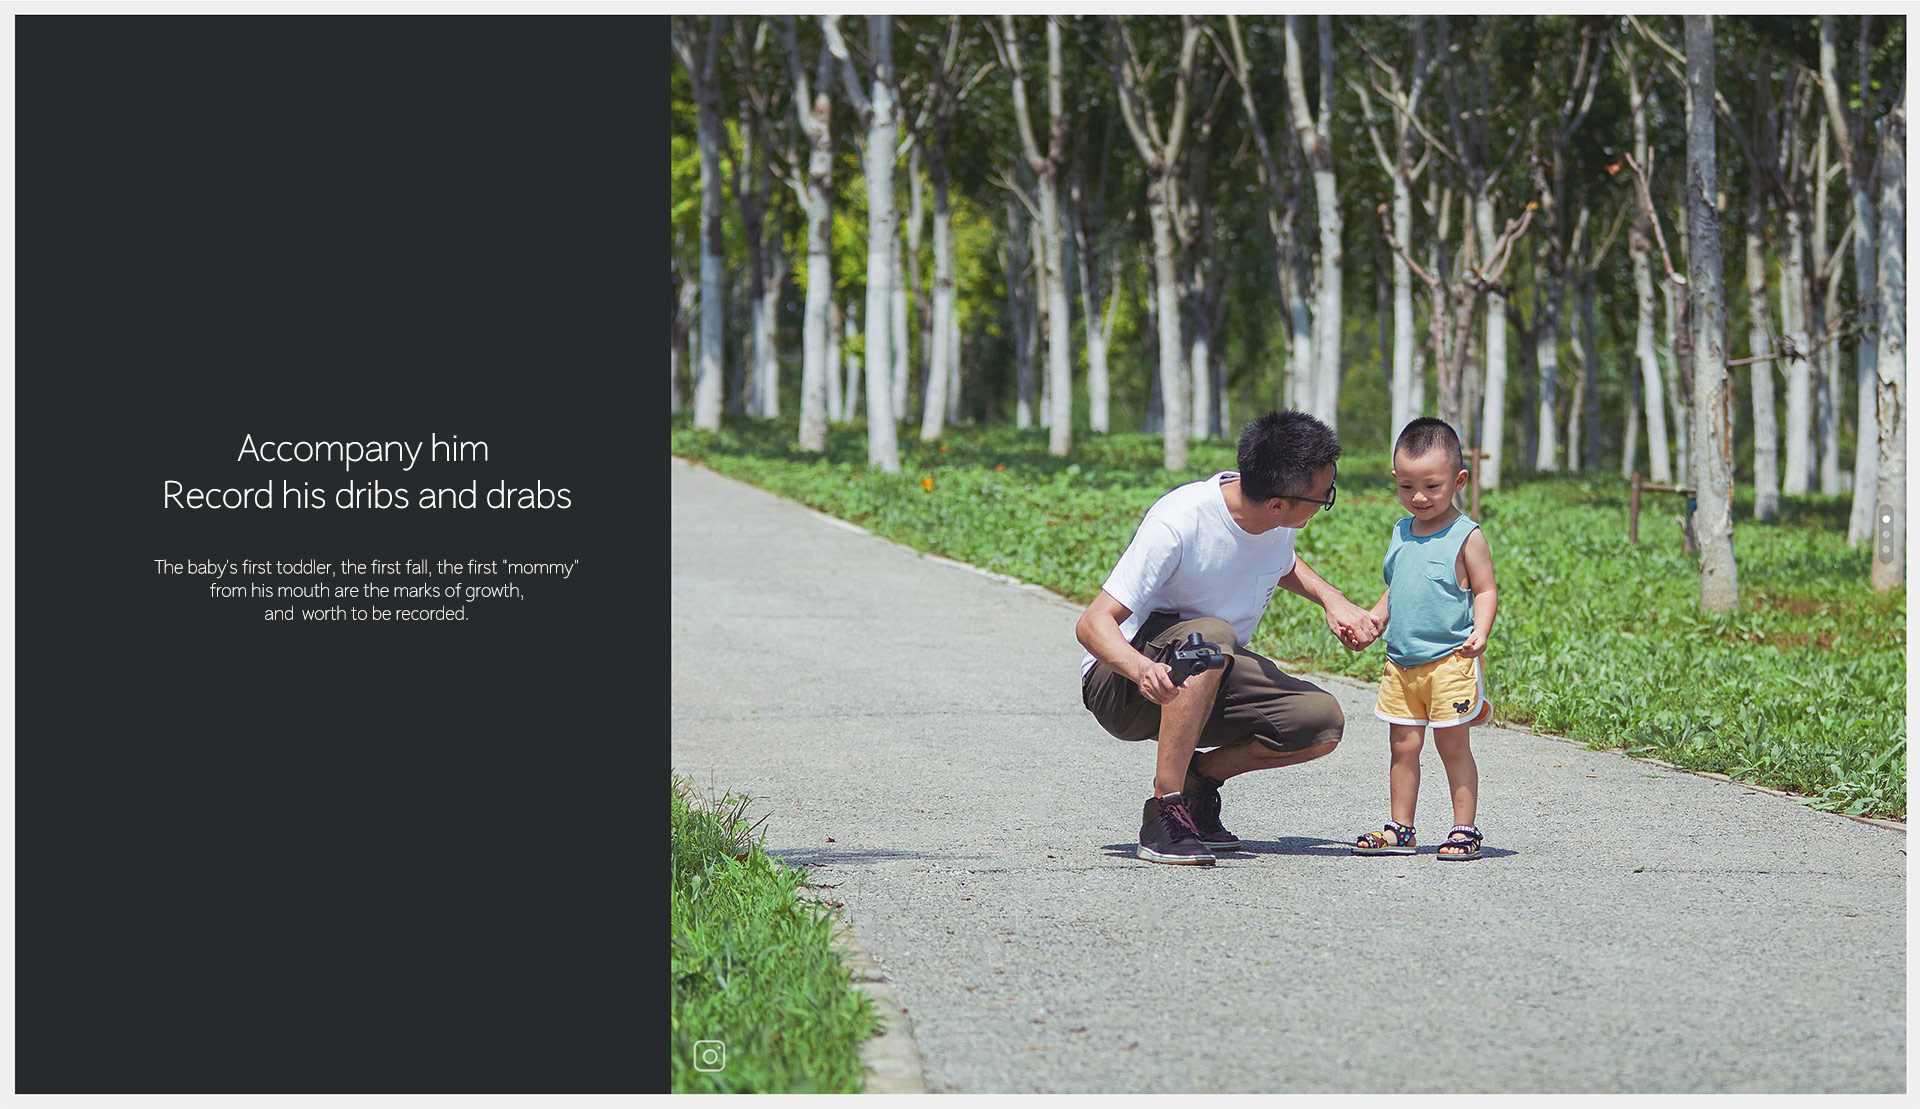 Accompany him
Record his dribs and drabs
The baby's first toddler, the first fall, the first "mommy"
from his mouth are the marks of growth,
and worth to be recorded.